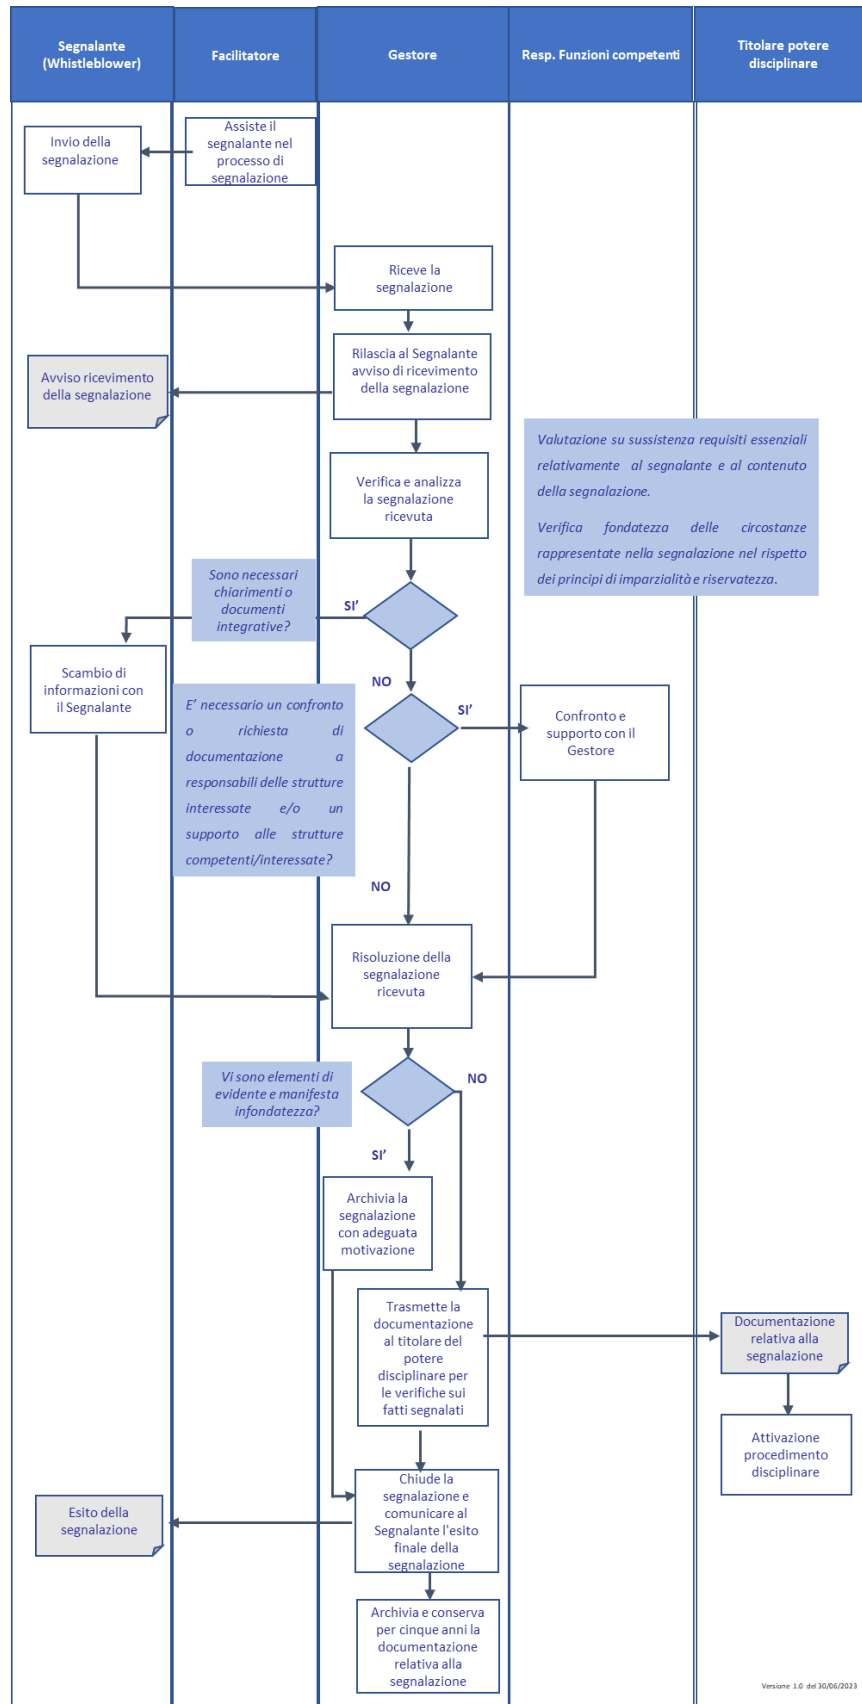 Segnalante
(Whistleblower)
Facilitatore
Gestore
Resp. Funzioni competenti
Titolare potere
disciplinare
Assiste il
segnalante nel
processo di
segnalazione
Invio della
segnalazione
Riceve la
segnalazione
Rilascia al Segnalante
avviso di ricevimento
della segnalazione
Avviso ricevimento
della segnalazione
Valutazione su sussistenza requisiti essenziali
relativamente al segnalante e al contenuto
della segnalazione.
Verifica fondatezza delle circostanze
rappresentate nella segnalazione nel rispetto
dei principi di imparzialità e riservatezza.
Verifica e analizza
la segnalazione
ricevuta
Sono necessari
chiarimenti o
documenti
integrative?
SI’
NO
Scambio di
informazioni con
il Segnalante
E’ necessario un confronto
o richiesta di
documentazione a
responsabili delle strutture
interessate e/o un
supporto alle strutture
competenti/interessate?
SI’
Confronto e
supporto con il
Gestore
NO
Risoluzione della
segnalazione
ricevuta
Vi sono elementi di
evidente e manifesta
infondatezza?
NO
SI’
Archivia la
segnalazione
con adeguata
motivazione
Trasmette la
documentazione
al titolare del
potere
disciplinare per
le verifiche sui
fatti segnalati
Documentazione
relativa alla
segnalazione
Attivazione
procedimento
disciplinare
Chiude la
segnalazione e
comunicare al
Segnalante l'esito
finale della
segnalazione
Esito della
segnalazione
Archivia e conserva
per cinque anni la
documentazione
relativa alla
segnalazione
Versione 1.0 del 30/06/2023